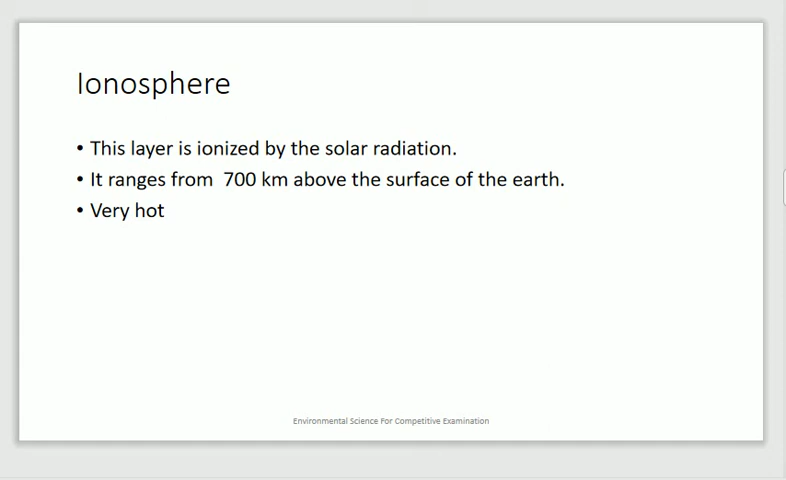 Ionosphere
• This layer is ionized by the solar radiation.
• It ranges from  700 km above the surface of the earth.
• Very hot
Environmental Science For Competitive Examination